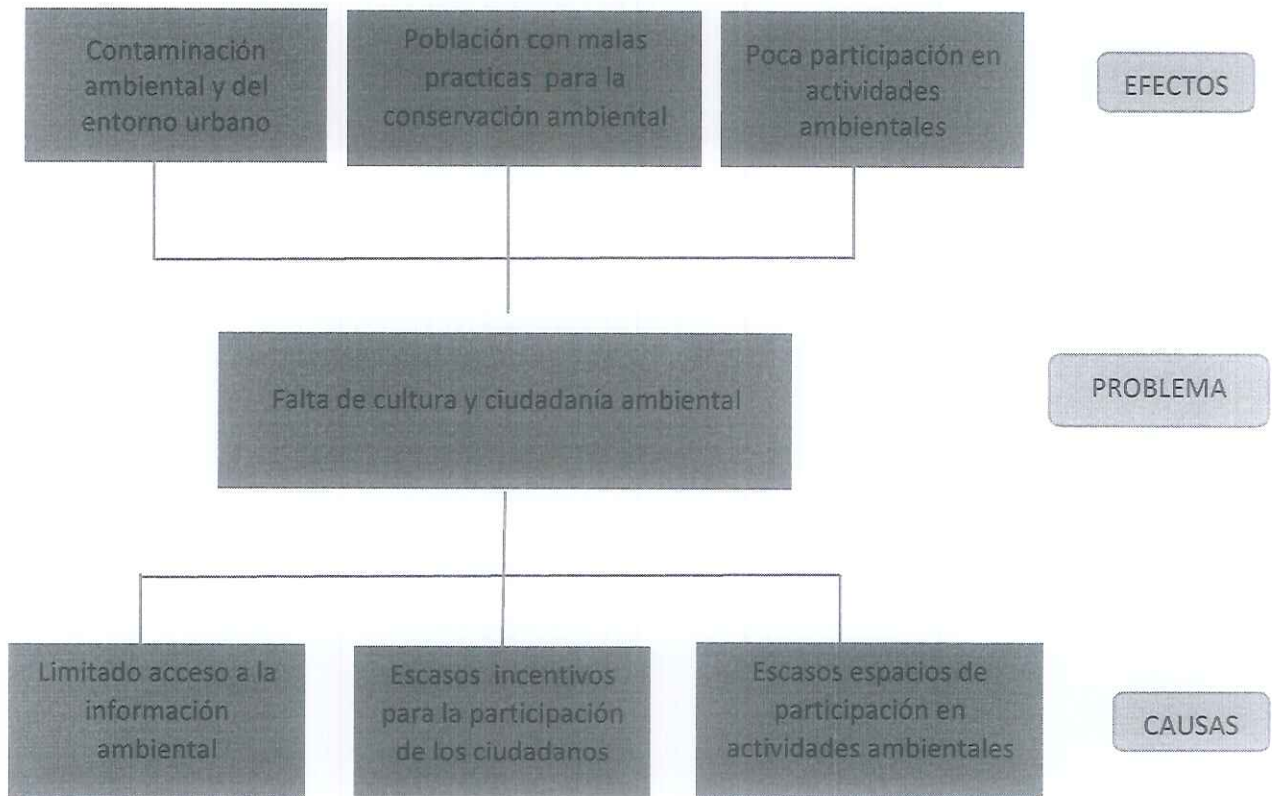 Contaminación
ambiental y del
entorno urbano
Población con malas
practicas para la
conservación ambiental
Poca participación en
actividades
ambientales
EFECTOS
Falta de cultura y ciudadanía ambiental
PROBLEMA
Limitado acceso a la
información
ambiental
Escasos incentivos
para la participación
de los ciudadanos
Escasos espacios de
participación en
actividades ambientales
CAUSAS